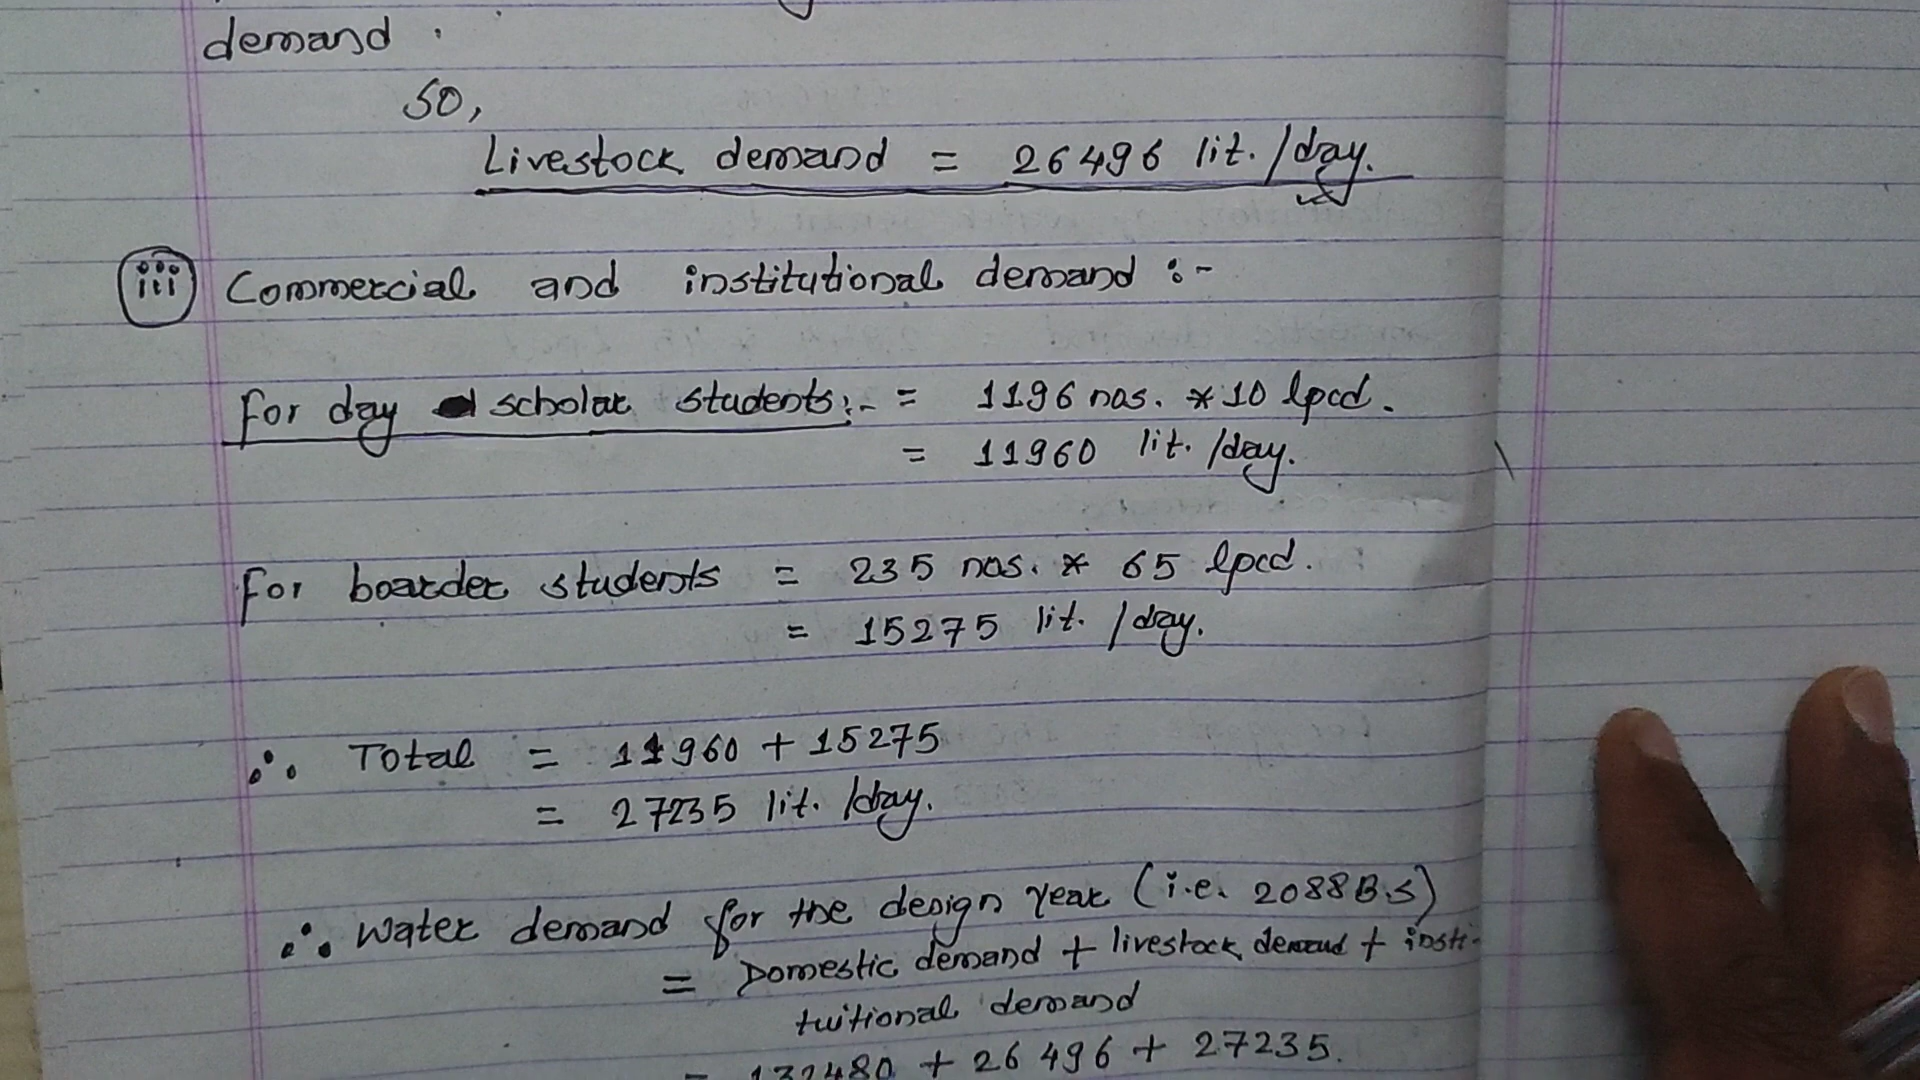 demand.
So,
Livestock demand = 26496 lit./day.
iii Commercial and institutional demand :-
For day scholar students:- = 1196 nos. * 10 lpcd.
= 11960 lit. /day.
For boarder students = 235 nos. * 65 lpcd.
= 15275 lit. /day.
∴ Total = 11960 + 15275
= 27235 lit. /day.
∴ Water demand for the design year (i.e. 2088 B.S)
= Domestic demand + livestock demand + insti-
tuitional demand
= 132480 + 26496 + 27235.